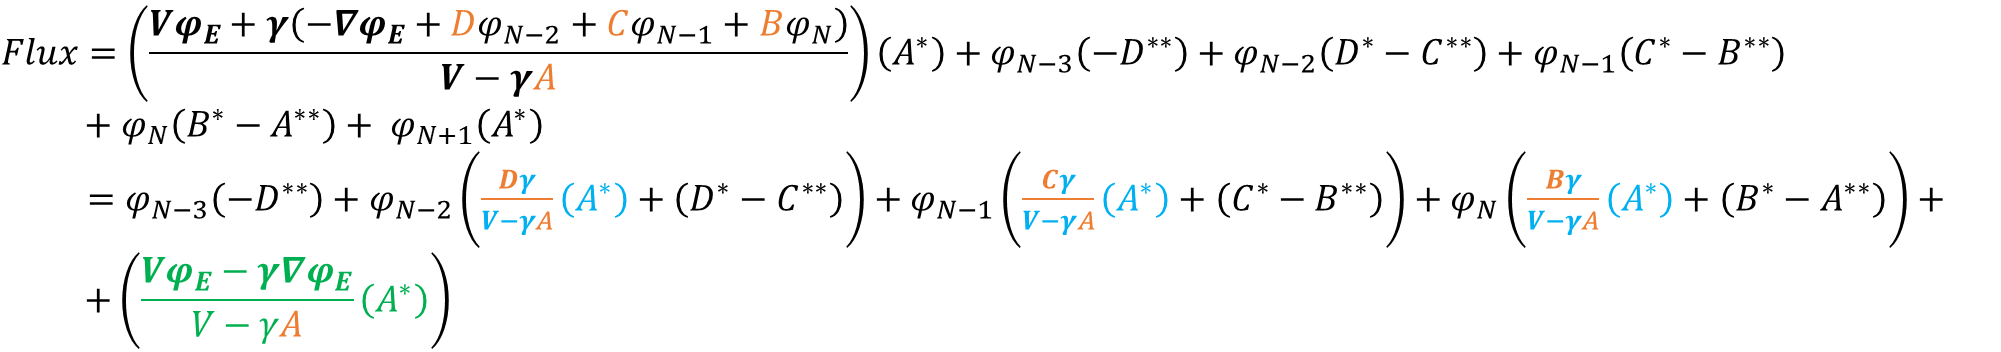 Flux = ((Vφ_E + γ(−∇φ_E + Dφ_{N−2} + Cφ_{N−1} + Bφ_N)) / (V − γA)) (A*) + φ_{N−3}(−D**) + φ_{N−2}(D* − C**) + φ_{N−1}(C* − B**)
+ φ_N(B* − A**) + φ_{N+1}(A*)
= φ_{N−3}(−D**) + φ_{N−2}(Dγ/(V−γA) (A*) + (D* − C**)) + φ_{N−1}(Cγ/(V−γA) (A*) + (C* − B**)) + φ_N(Bγ/(V−γA) (A*) + (B* − A**)) +
+ ((Vφ_E − γ∇φ_E)/(V − γA) (A*))